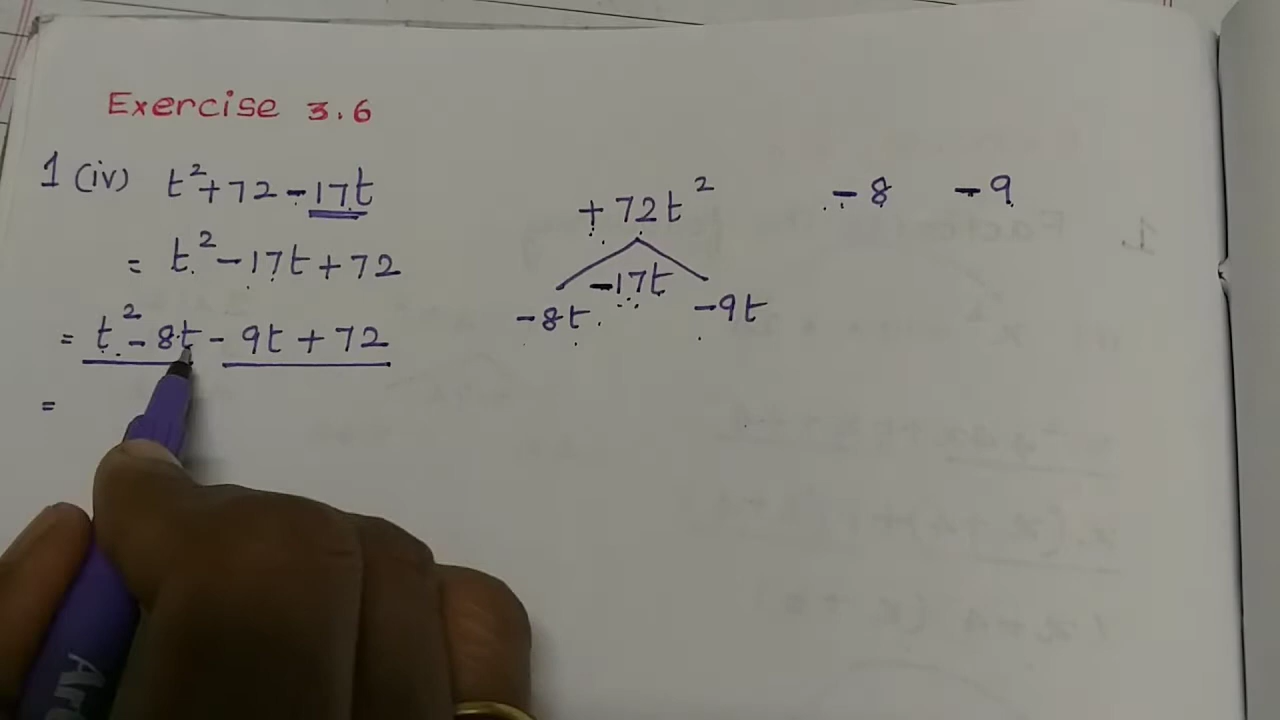 Exercise 3.6
1 (iv) t²+72-17t
= t²-17t+72
= t²-8t-9t+72
=
+72t²
-17t
-8t -9t
-8 -9